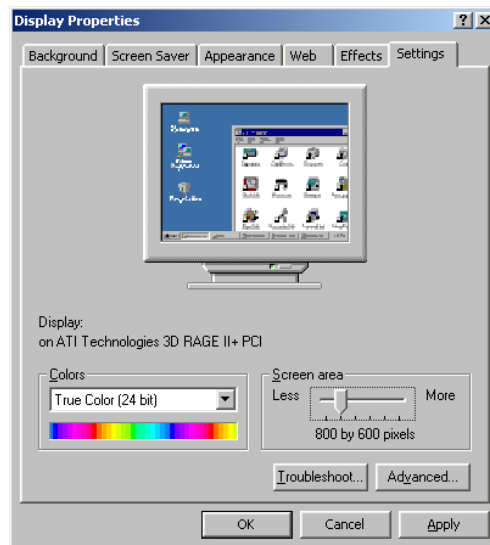 Display Properties
Background Screen Saver Appearance Web Effects Settings
Display:
on ATI Technologies 3D RAGE II+ PCI
Colors
True Color (24 bit)
Screen area
Less More
800 by 600 pixels
Troubleshoot... Advanced...
OK Cancel Apply